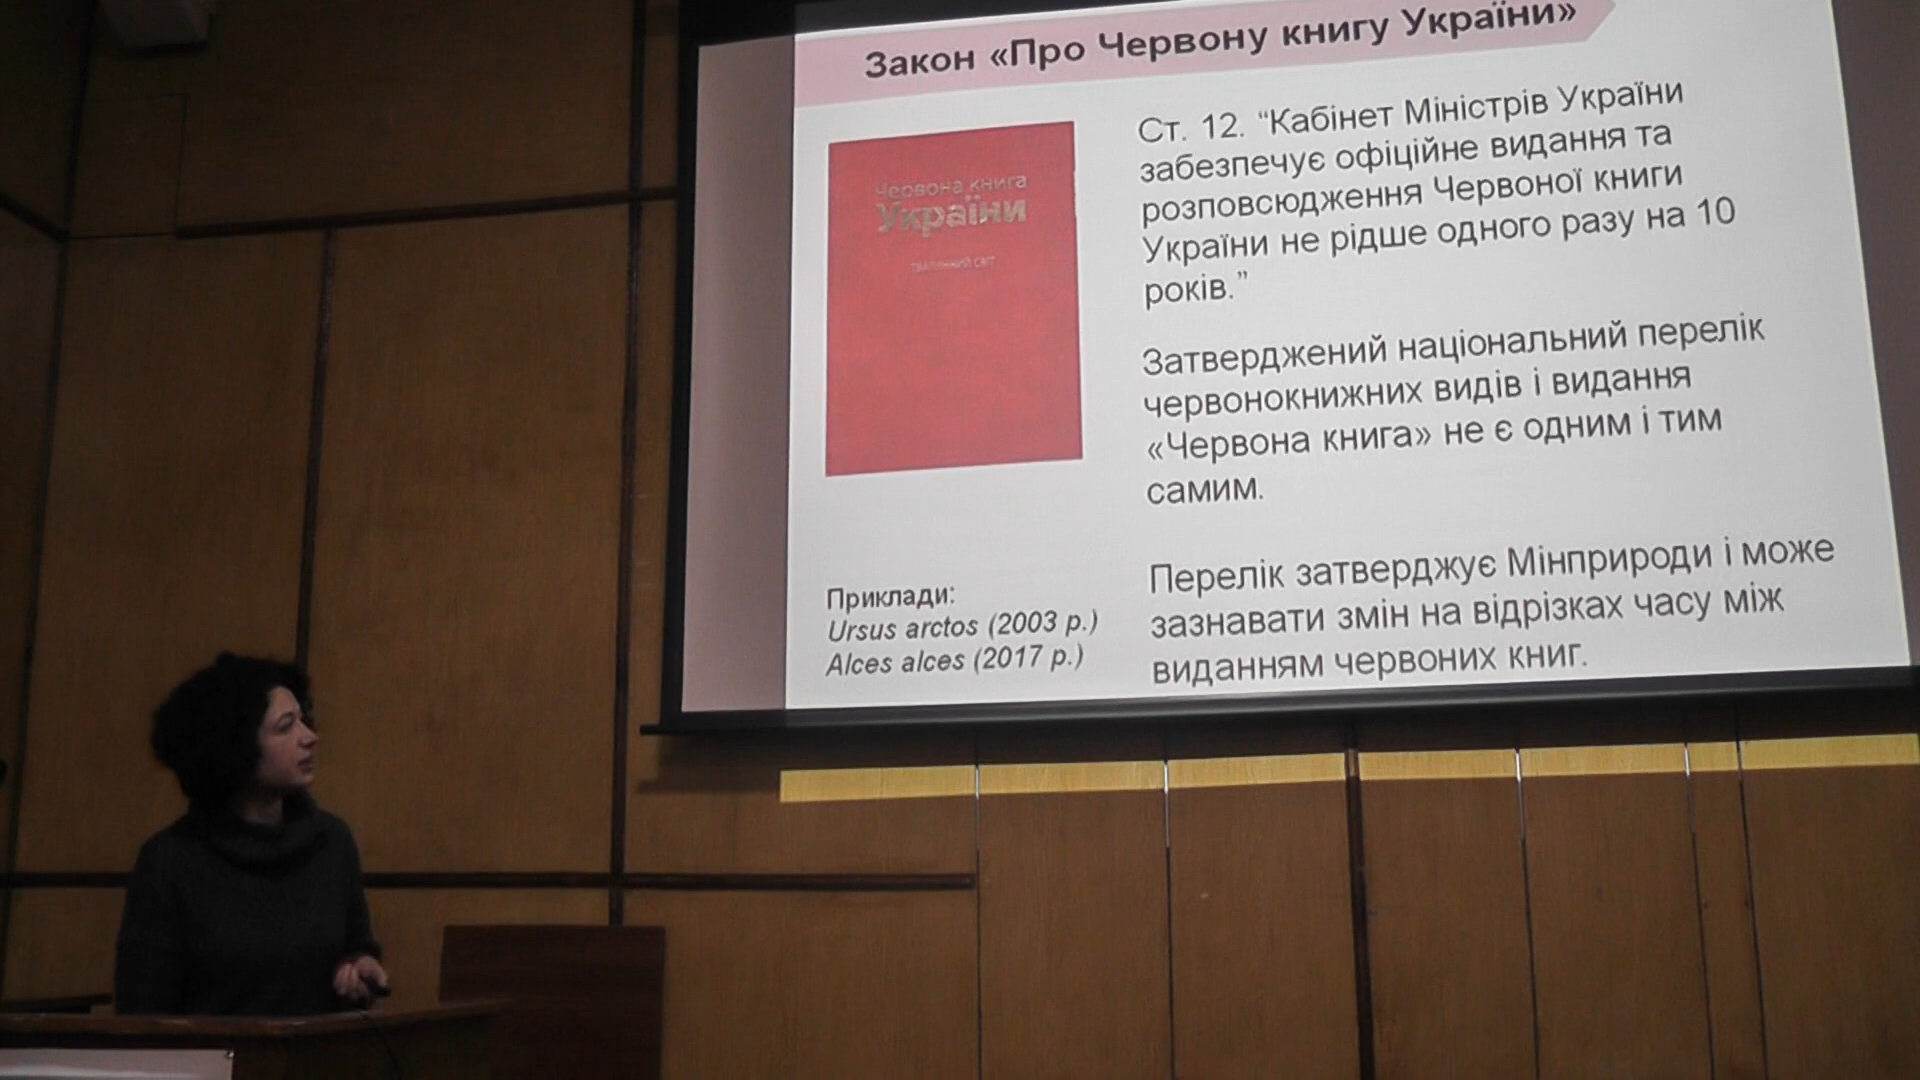 Закон «Про Червону книгу України»
Червона книга
України
тваринний світ
Ст. 12. “Кабінет Міністрів України
забезпечує офіційне видання та
розповсюдження Червоної книги
України не рідше одного разу на 10
років.”
Затверджений національний перелік
червонокнижних видів і видання
«Червона книга» не є одним і тим
самим.
Приклади:
Ursus arctos (2003 р.)
Alces alces (2017 р.)
Перелік затверджує Мінприроди і може
зазнавати змін на відрізках часу між
виданням червоних книг.